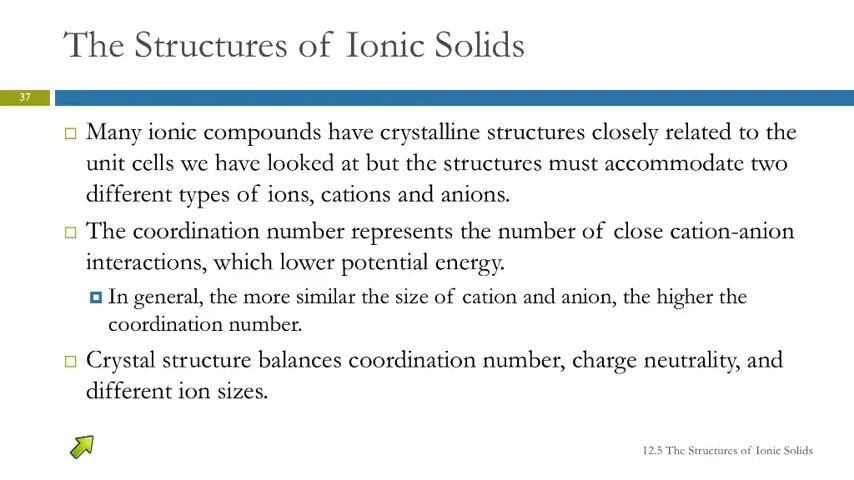 The Structures of Ionic Solids
37
Many ionic compounds have crystalline structures closely related to the
unit cells we have looked at but the structures must accommodate two
different types of ions, cations and anions.
The coordination number represents the number of close cation-anion
interactions, which lower potential energy.
In general, the more similar the size of cation and anion, the higher the
coordination number.
Crystal structure balances coordination number, charge neutrality, and
different ion sizes.
12.5 The Structures of Ionic Solids